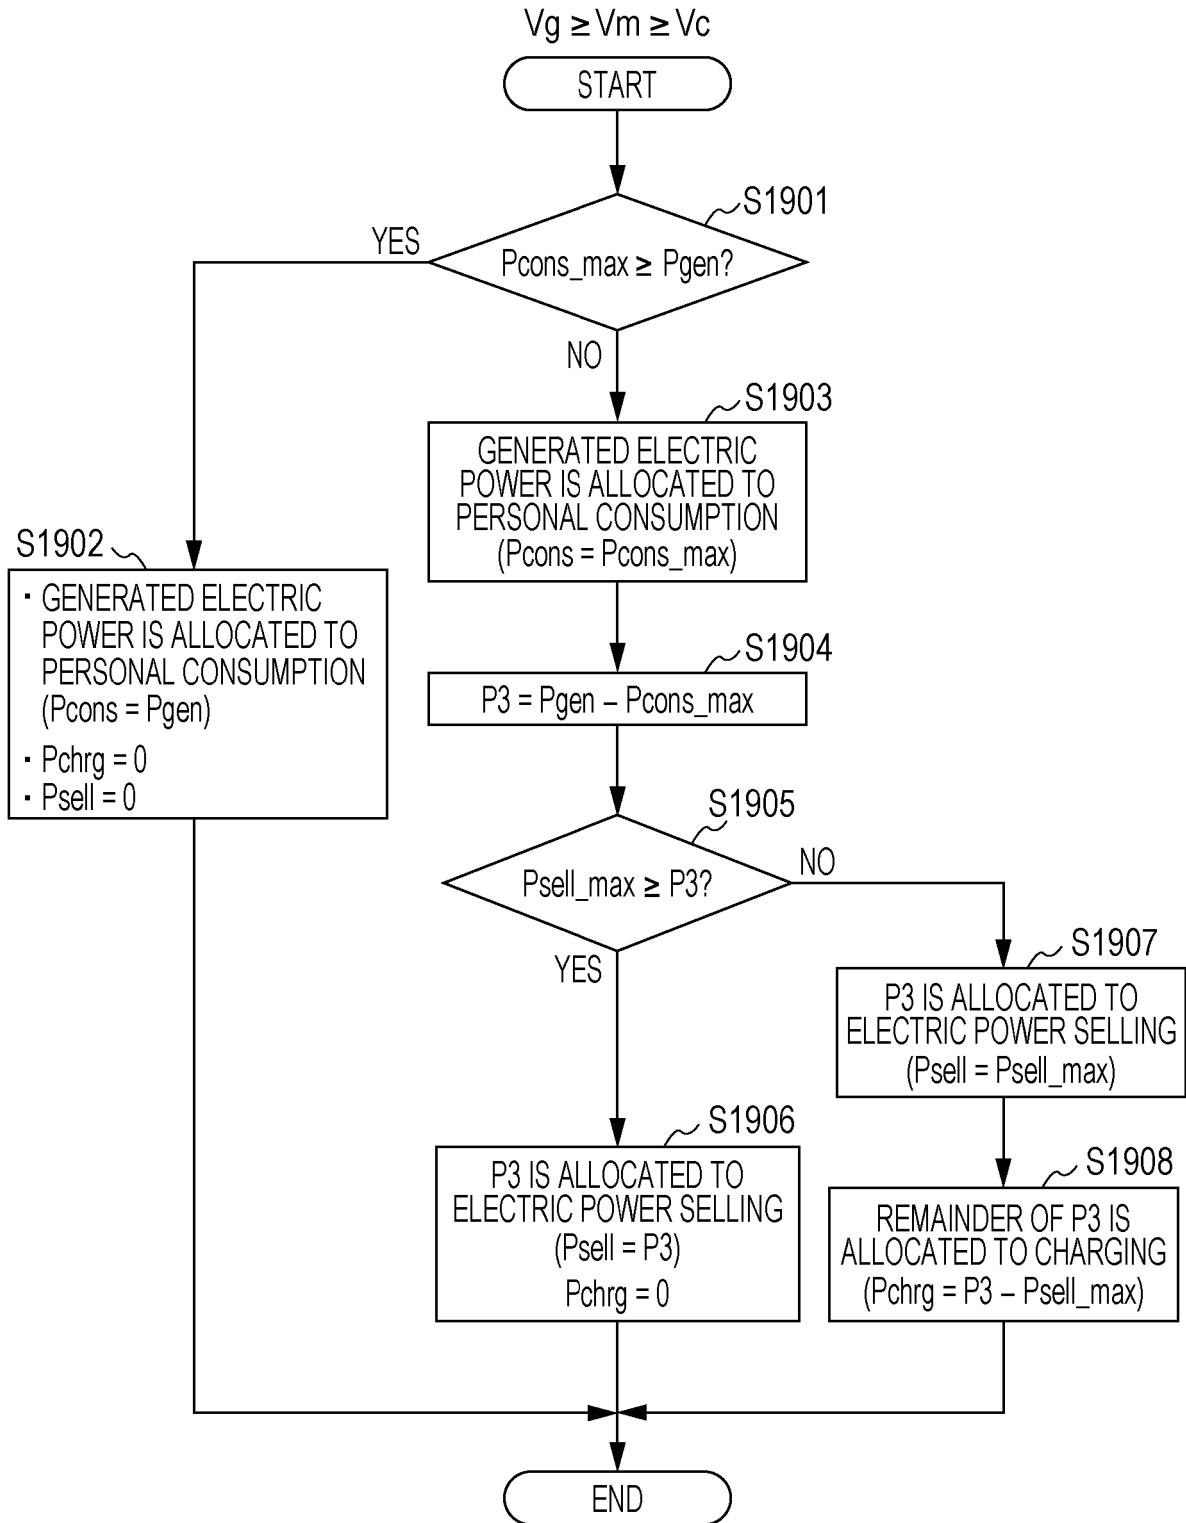 Vg ≥ Vm ≥ Vc
START
S1901
Pcons_max ≥ Pgen?
YES
NO
S1903
GENERATED ELECTRIC
POWER IS ALLOCATED TO
PERSONAL CONSUMPTION
(Pcons = Pcons_max)
S1902
· GENERATED ELECTRIC
POWER IS ALLOCATED TO
PERSONAL CONSUMPTION
(Pcons = Pgen)
· Pchrg = 0
· Psell = 0
S1904
P3 = Pgen – Pcons_max
S1905
Psell_max ≥ P3?
NO
YES
S1907
P3 IS ALLOCATED TO
ELECTRIC POWER SELLING
(Psell = Psell_max)
S1906
P3 IS ALLOCATED TO
ELECTRIC POWER SELLING
(Psell = P3)
Pchrg = 0
S1908
REMAINDER OF P3 IS
ALLOCATED TO CHARGING
(Pchrg = P3 – Psell_max)
END